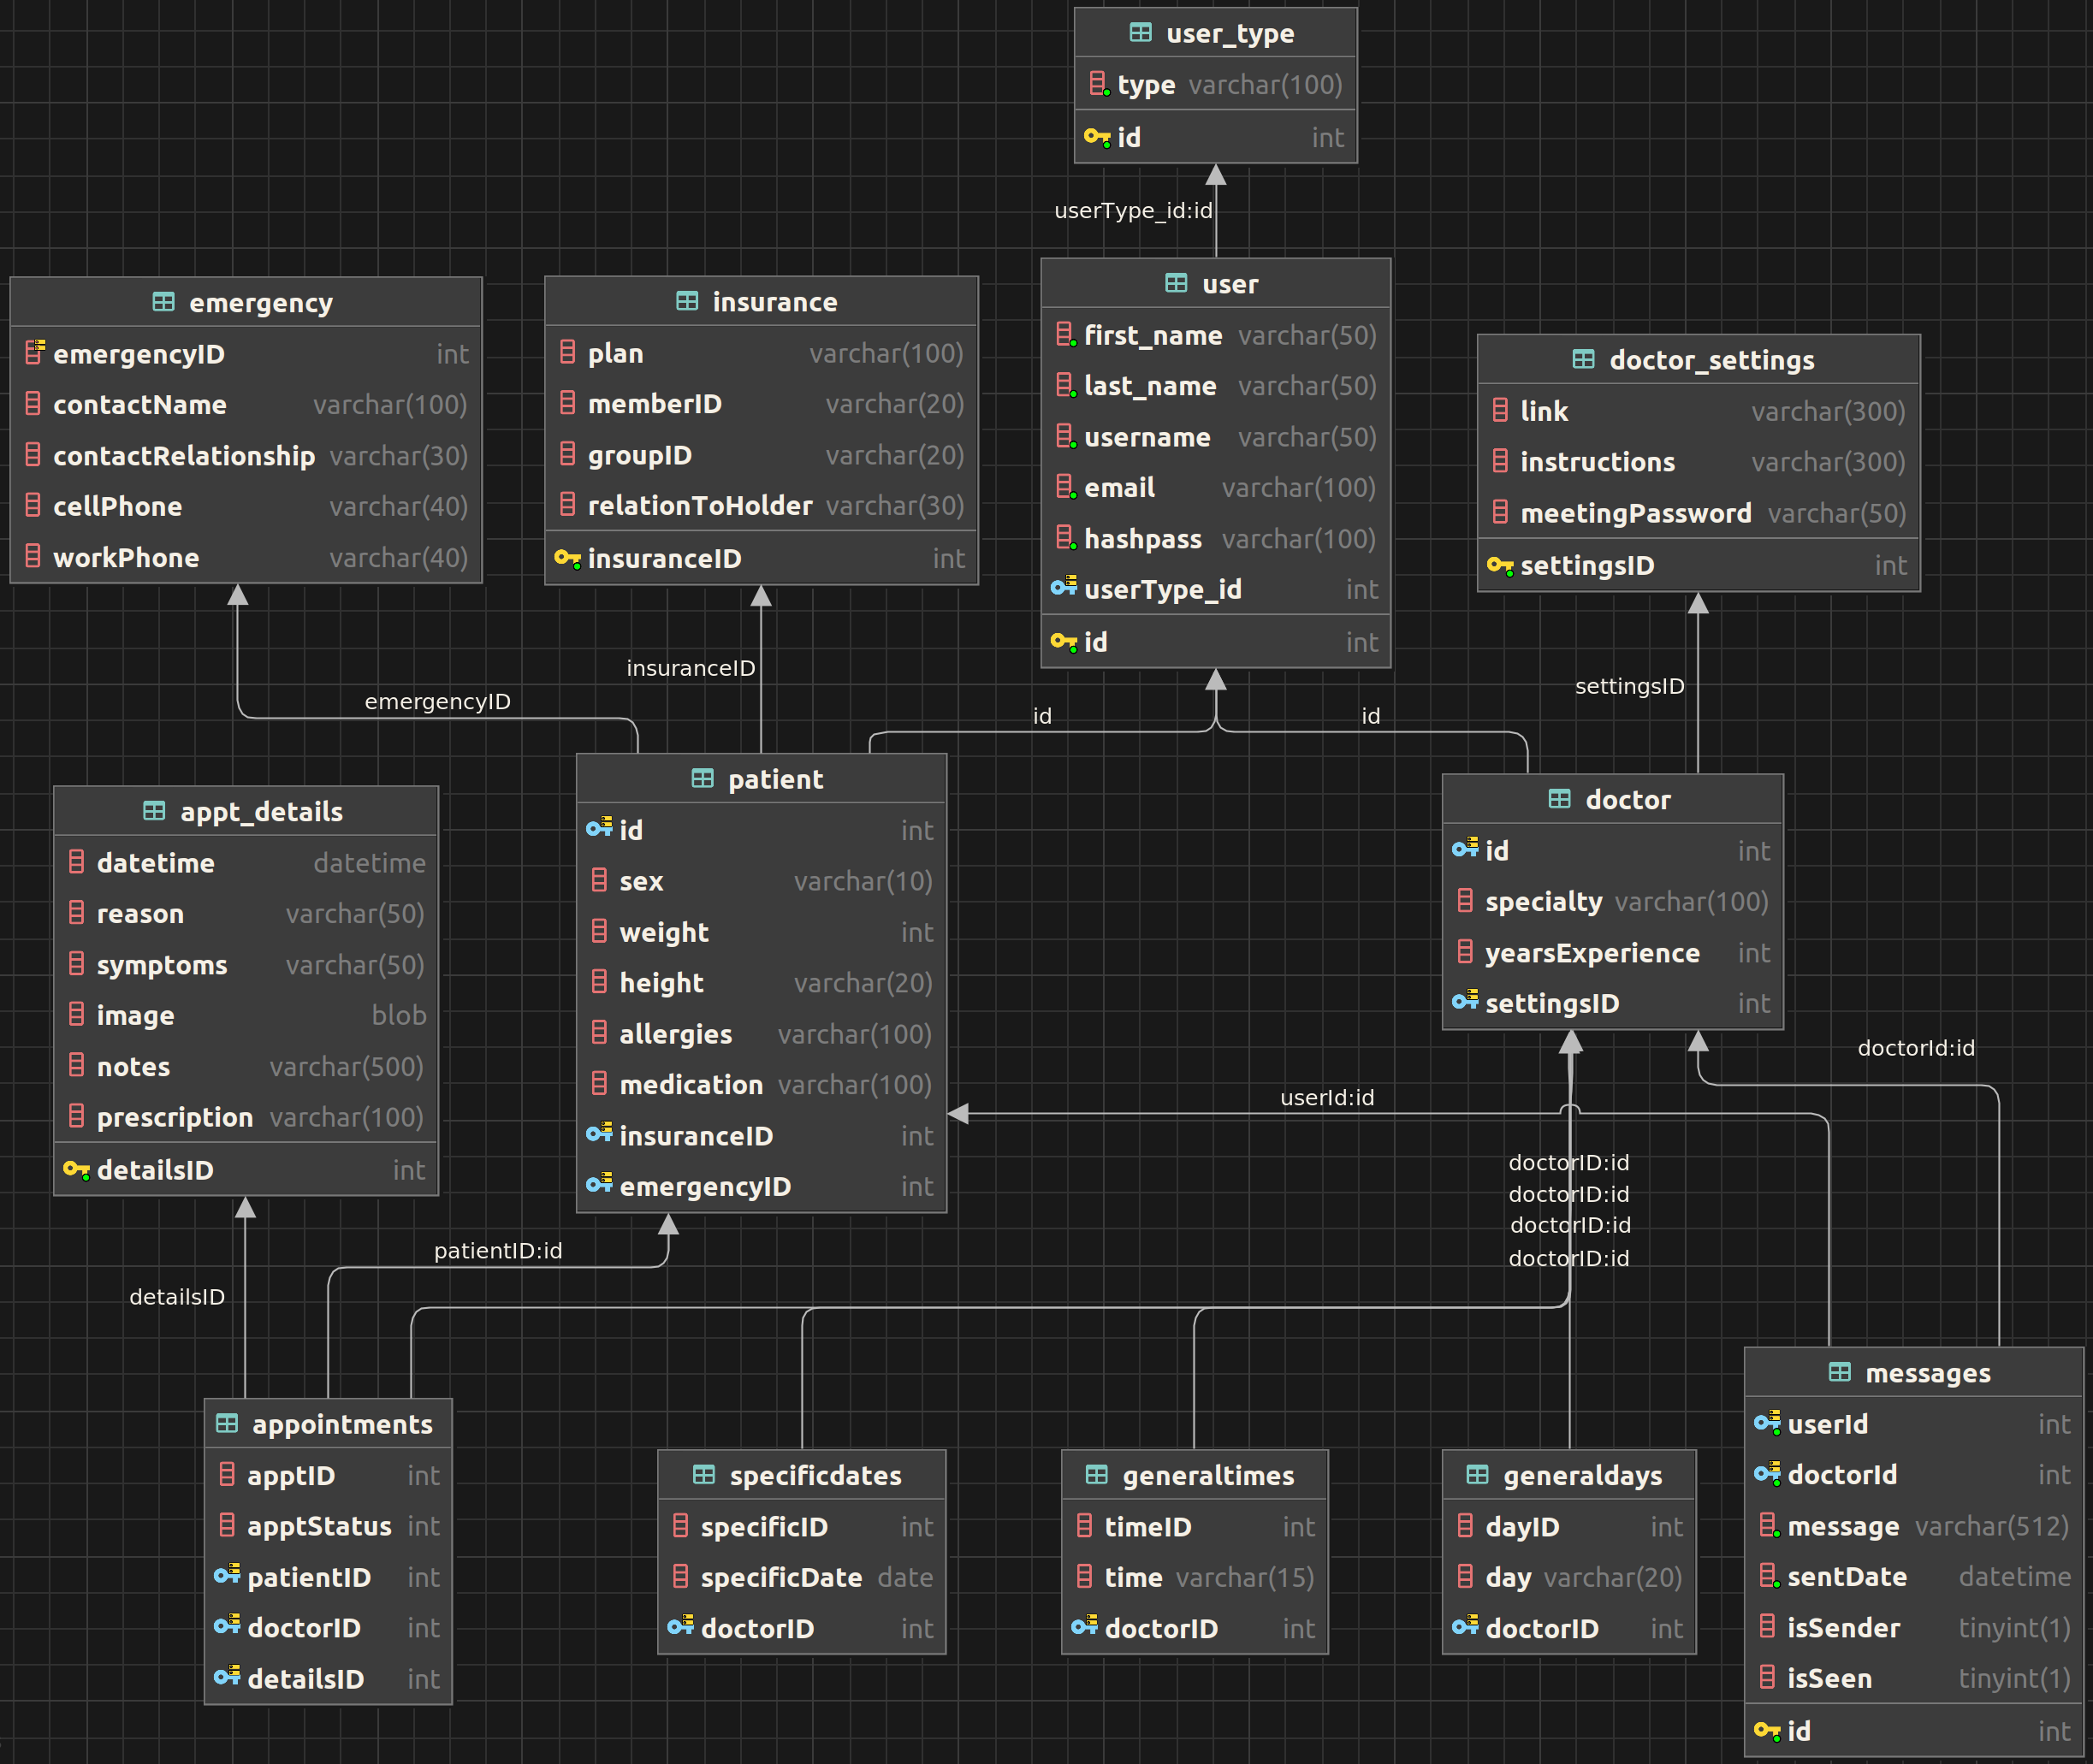 user_type
type varchar(100)
id int
userType_id:id
emergency
emergencyID int
contactName varchar(100)
contactRelationship varchar(30)
cellPhone varchar(40)
workPhone varchar(40)
insurance
plan varchar(100)
memberID varchar(20)
groupID varchar(20)
relationToHolder varchar(30)
insuranceID int
user
first_name varchar(50)
last_name varchar(50)
username varchar(50)
email varchar(100)
hashpass varchar(100)
userType_id int
id int
doctor_settings
link varchar(300)
instructions varchar(300)
meetingPassword varchar(50)
settingsID int
emergencyID
insuranceID
id
id
settingsID
appt_details
datetime datetime
reason varchar(50)
symptoms varchar(50)
image blob
notes varchar(500)
prescription varchar(100)
detailsID int
patient
id int
sex varchar(10)
weight int
height varchar(20)
allergies varchar(100)
medication varchar(100)
insuranceID int
emergencyID int
doctor
id int
specialty varchar(100)
yearsExperience int
settingsID int
doctorId:id
userId:id
doctorID:id
doctorID:id
doctorID:id
doctorID:id
patientID:id
detailsID
appointments
apptID int
apptStatus int
patientID int
doctorID int
detailsID int
specificdates
specificID int
specificDate date
doctorID int
generaltimes
timeID int
time varchar(15)
doctorID int
generaldays
dayID int
day varchar(20)
doctorID int
messages
userId int
doctorId int
message varchar(512)
sentDate datetime
isSender tinyint(1)
isSeen tinyint(1)
id int